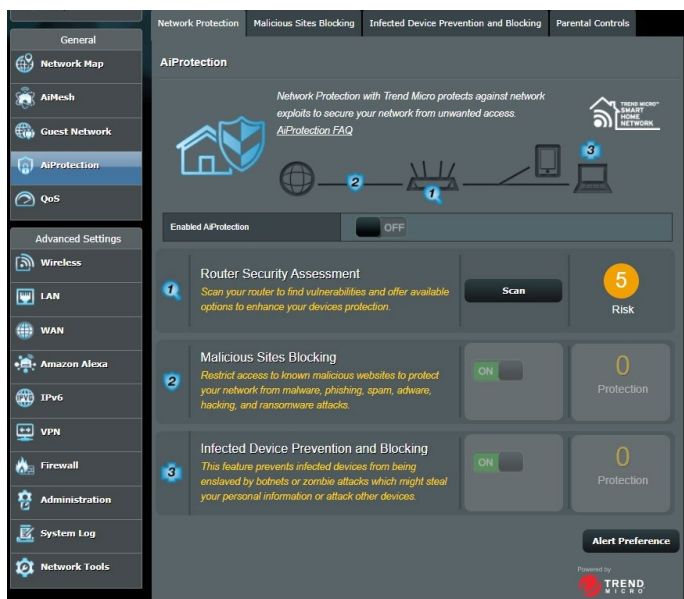 Network Protection
Malicious Sites Blocking
Infected Device Prevention and Blocking
Parental Controls
General
Network Map
AiMesh
Guest Network
AiProtection
QoS
Advanced Settings
Wireless
LAN
WAN
Amazon Alexa
IPv6
VPN
Firewall
Administration
System Log
Network Tools
AiProtection
Network Protection with Trend Micro protects against network
exploits to secure your network from unwanted access.
AiProtection FAQ
TREND MICRO™
SMART
HOME
NETWORK
2
1
3
Enabled AiProtection
OFF
1
Router Security Assessment
Scan your router to find vulnerabilities and offer available
options to enhance your devices protection.
Scan
5
Risk
2
Malicious Sites Blocking
Restrict access to known malicious websites to protect
your network from malware, phishing, spam, adware,
hacking, and ransomware attacks.
ON
0
Protection
3
Infected Device Prevention and Blocking
This feature prevents infected devices from being
enslaved by botnets or zombie attacks which might steal
your personal information or attack other devices.
ON
0
Protection
Alert Preference
Powered by
TREND
MICRO